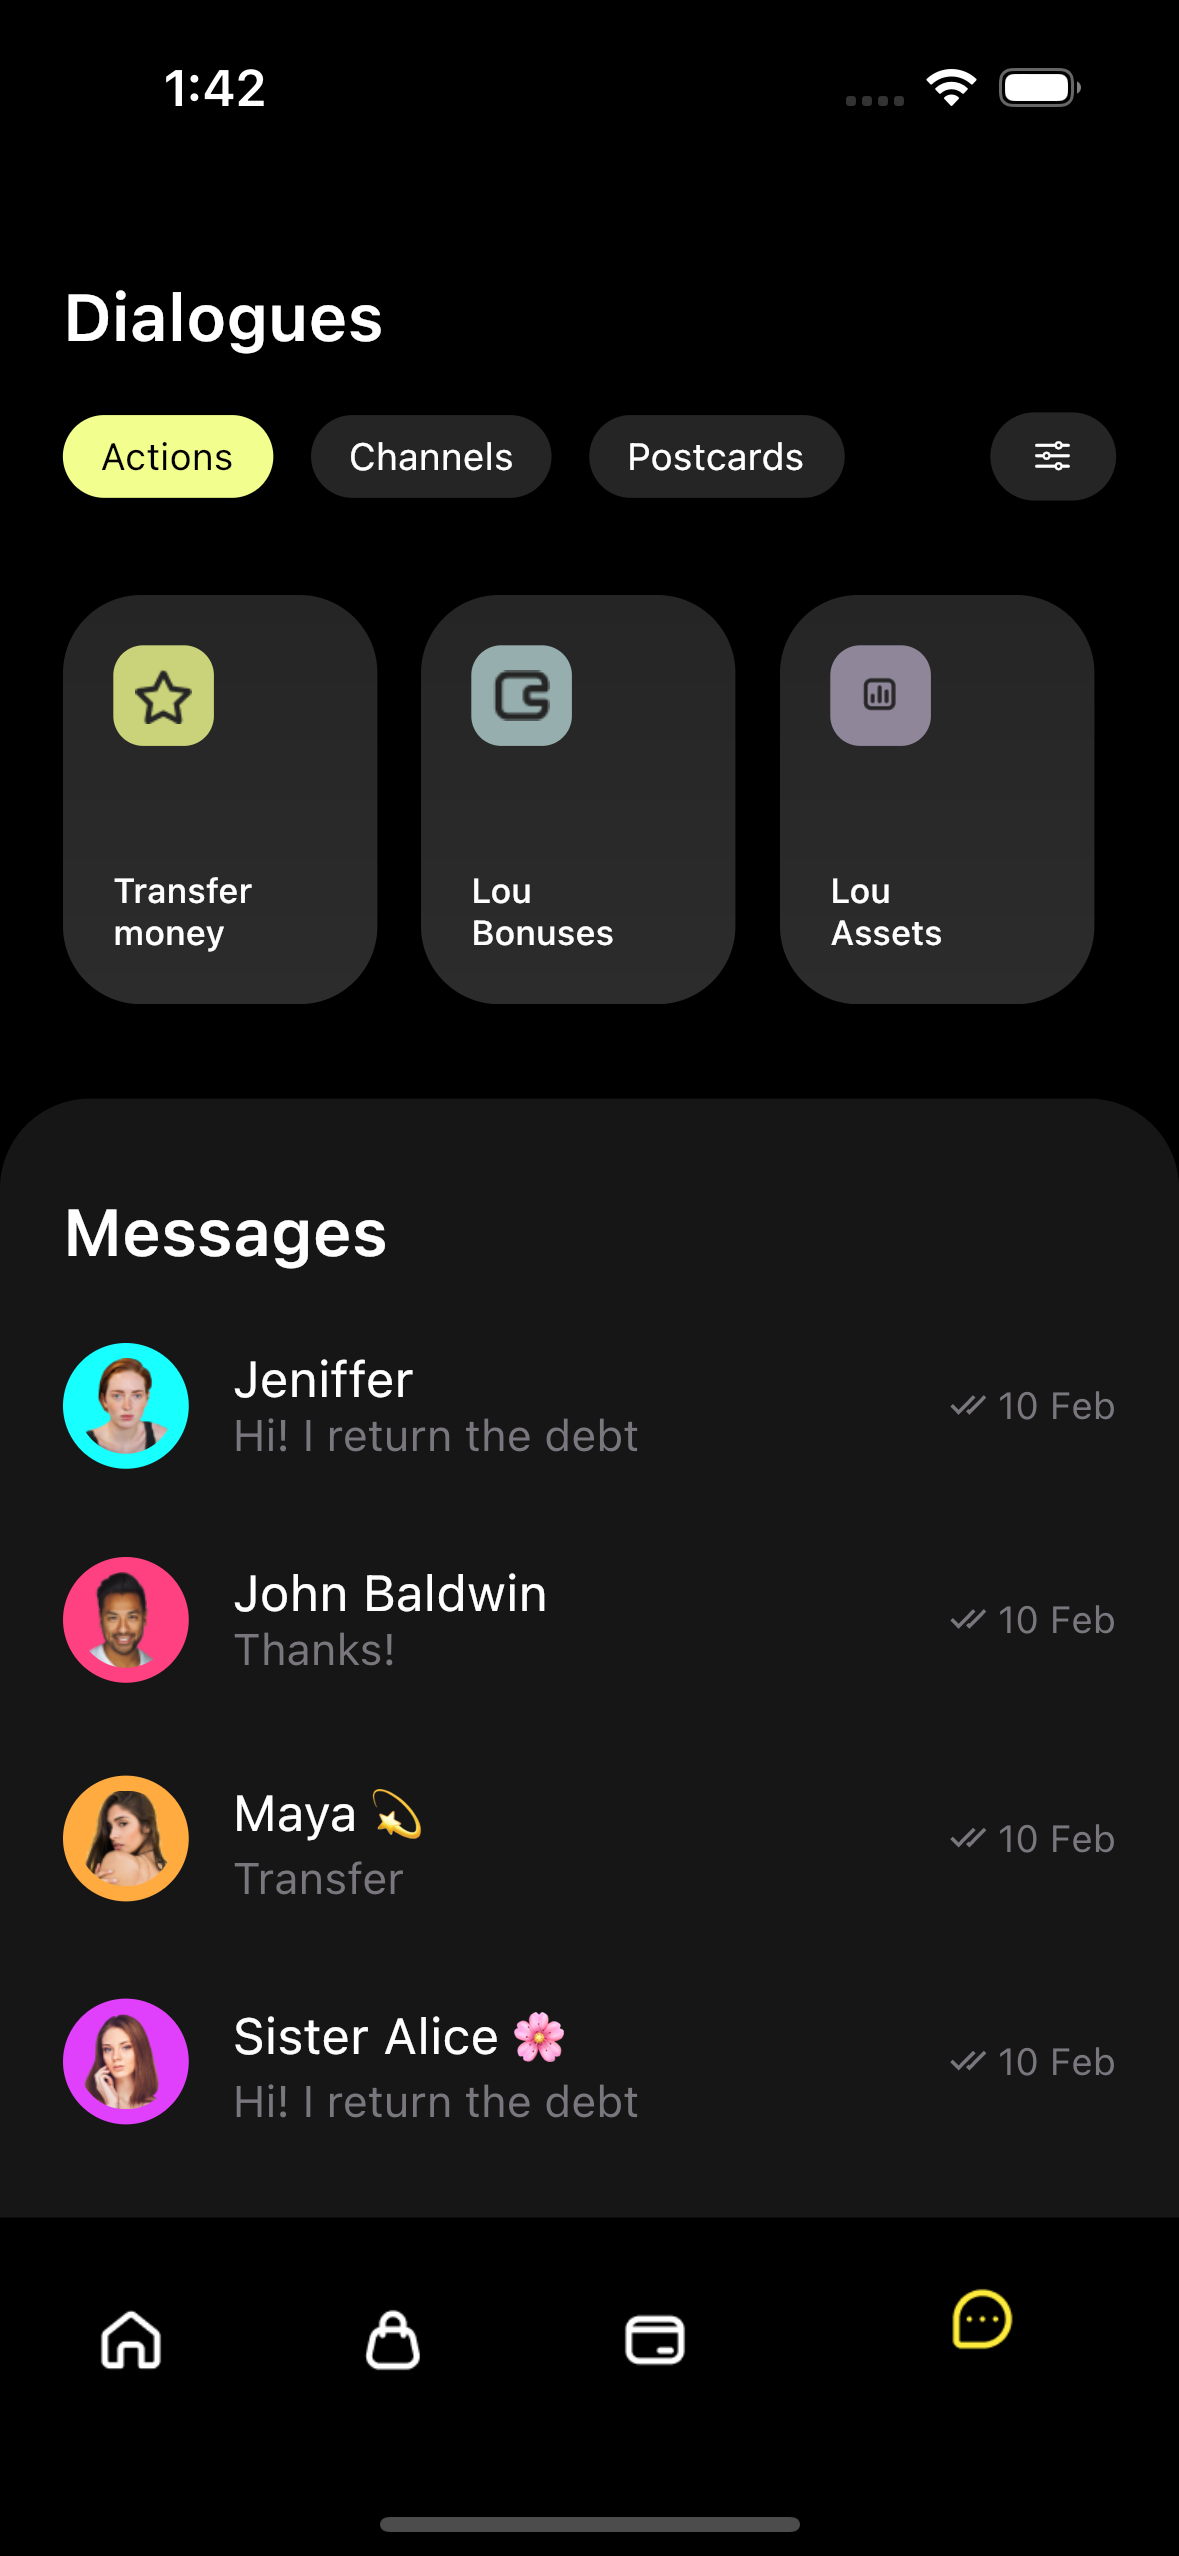 1:42
Dialogues
Actions
Channels
Postcards
Transfer
money
Lou
Bonuses
Lou
Assets
Messages
Jeniffer
Hi! I return the debt
10 Feb
John Baldwin
Thanks!
10 Feb
Maya 💫
Transfer
10 Feb
Sister Alice 🌸
Hi! I return the debt
10 Feb